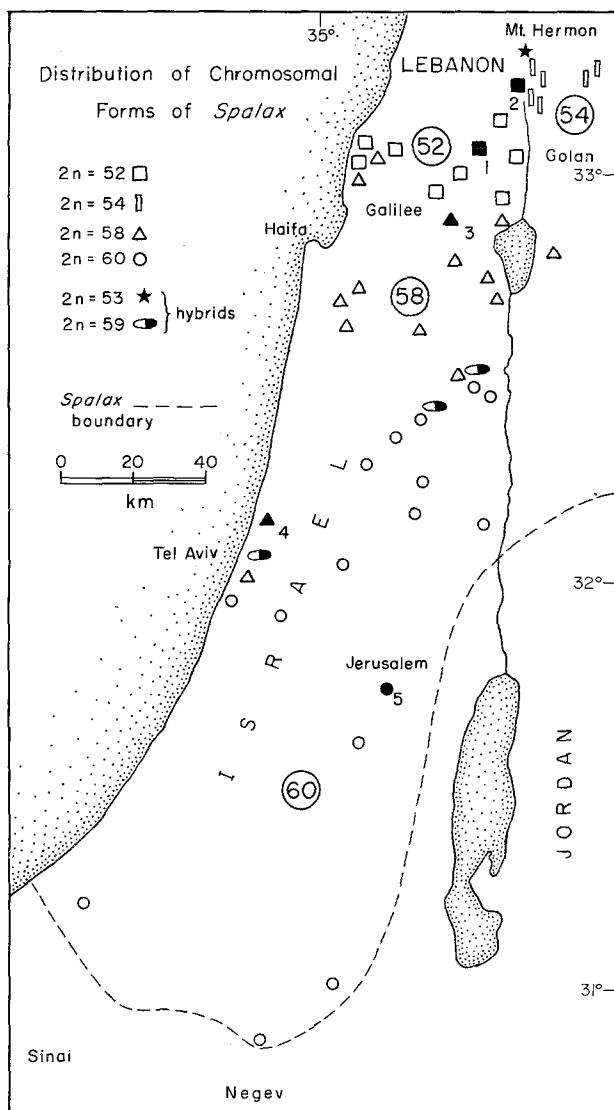 35°
Mt. Hermon
Distribution of Chromosomal
Forms of Spalax
LEBANON
2
54
52
2n = 52
2n = 54
2n = 58
2n = 60
2n = 53
2n = 59
hybrids
Golan
1
33°
Galilee
Haifa
3
58
Spalax
boundary
0 20 40
km
4
Tel Aviv
ISRAEL
32°
Jerusalem
5
60
JORDAN
31°
Sinai
Negev